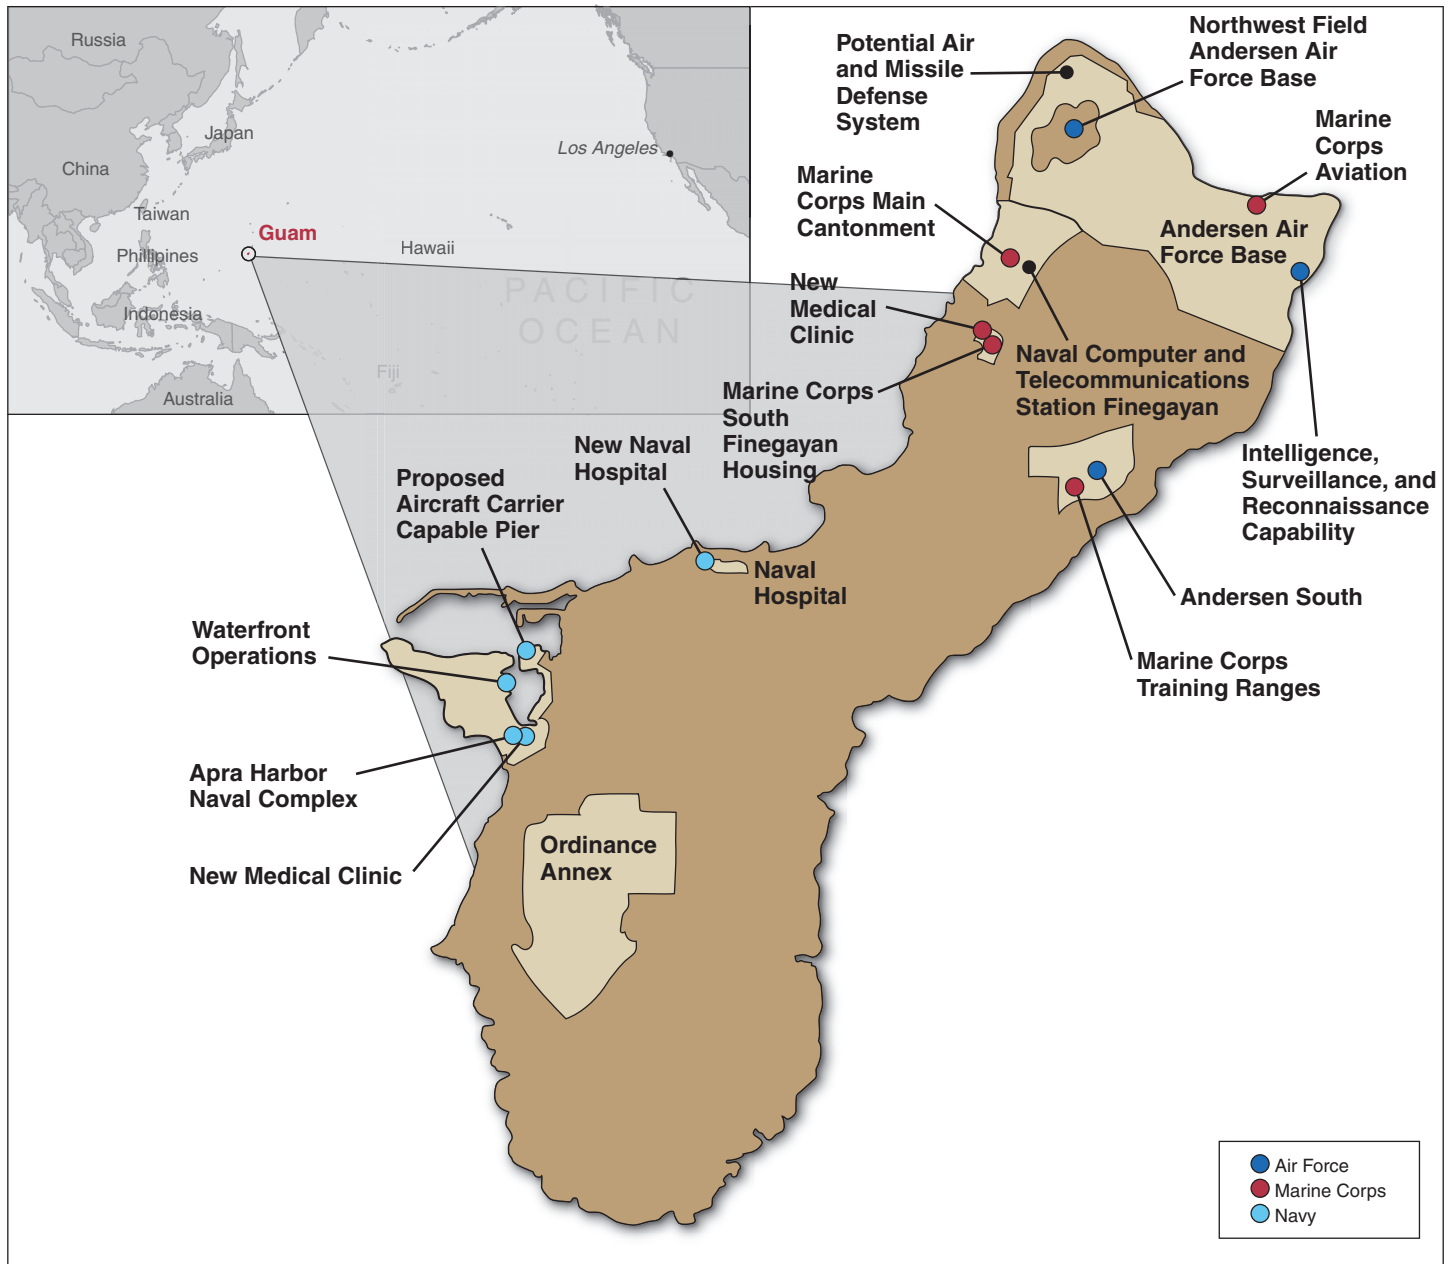 Russia
Japan
China
Taiwan
Phillipines
Indonesia
Australia
Guam
Hawaii
Los Angeles
PACIFIC
OCEAN
Fiji
Potential Air
and Missile
Defense
System
Northwest Field
Andersen Air
Force Base
Marine
Corps
Aviation
Marine
Corps Main
Cantonment
Andersen Air
Force Base
New
Medical
Clinic
Naval Computer and
Telecommunications
Station Finegayan
Marine Corps
South
Finegayan
Housing
Intelligence,
Surveillance, and
Reconnaissance
Capability
New Naval
Hospital
Proposed
Aircraft Carrier
Capable Pier
Naval
Hospital
Andersen South
Marine Corps
Training Ranges
Waterfront
Operations
Apra Harbor
Naval Complex
New Medical Clinic
Ordinance
Annex
Air Force
Marine Corps
Navy